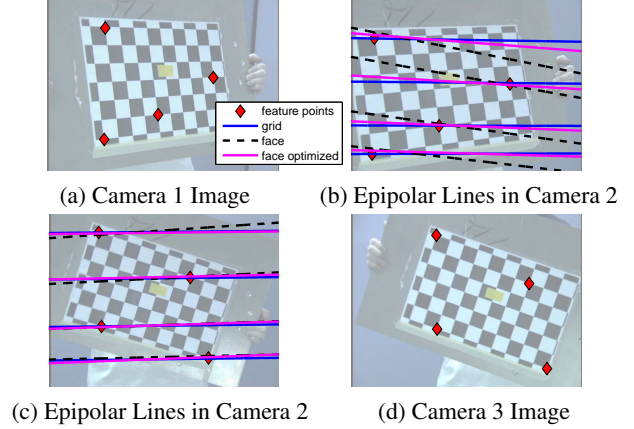 feature points
grid
face
face optimized
(a) Camera 1 Image
(b) Epipolar Lines in Camera 2
(c) Epipolar Lines in Camera 2
(d) Camera 3 Image